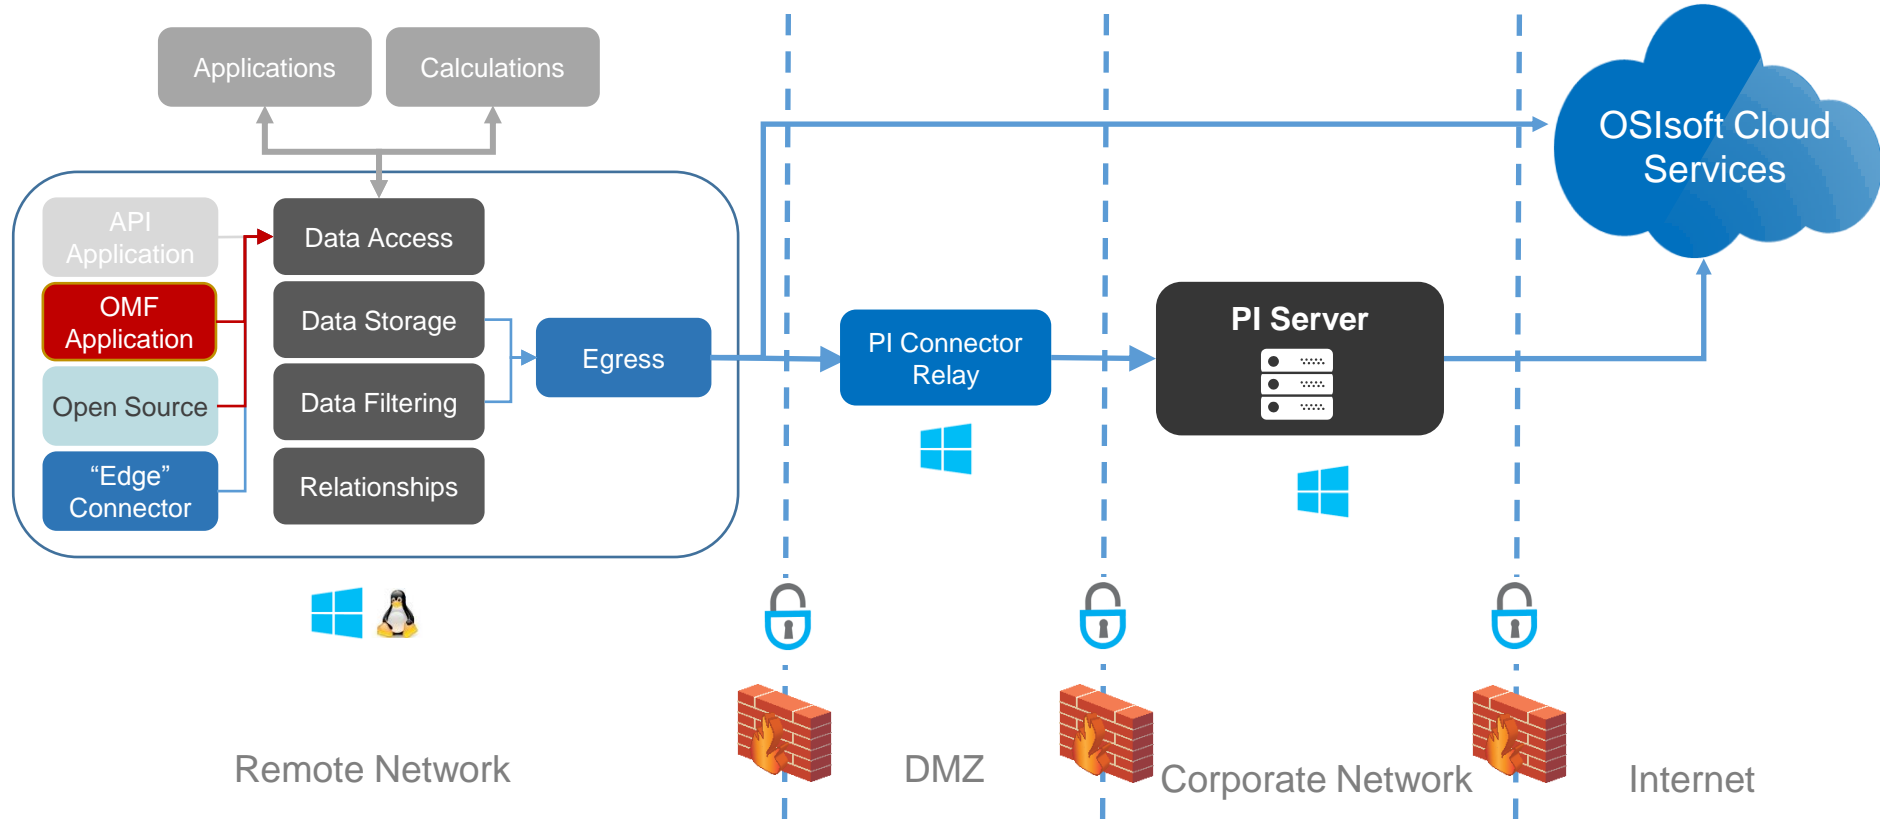 Applications
Calculations
OSIsoft Cloud
Services
API
Application
Data Access
OMF
Application
Data Storage
Egress
PI Connector
Relay
PI Server
Open Source
Data Filtering
“Edge”
Connector
Relationships
Remote Network
DMZ
Corporate Network
Internet